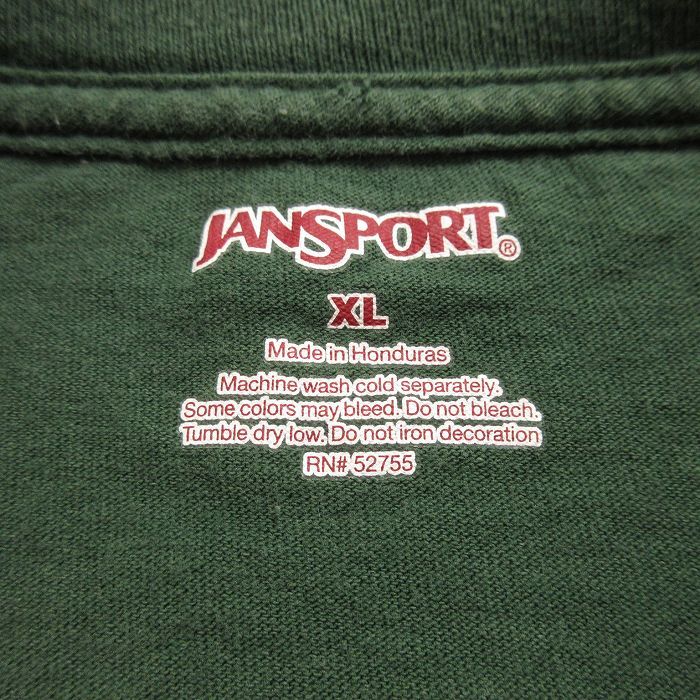 JANSPORT®
XL
Made in Honduras
Machine wash cold separately.
Some colors may bleed. Do not bleach.
Tumble dry low. Do not iron decoration
RN# 52755